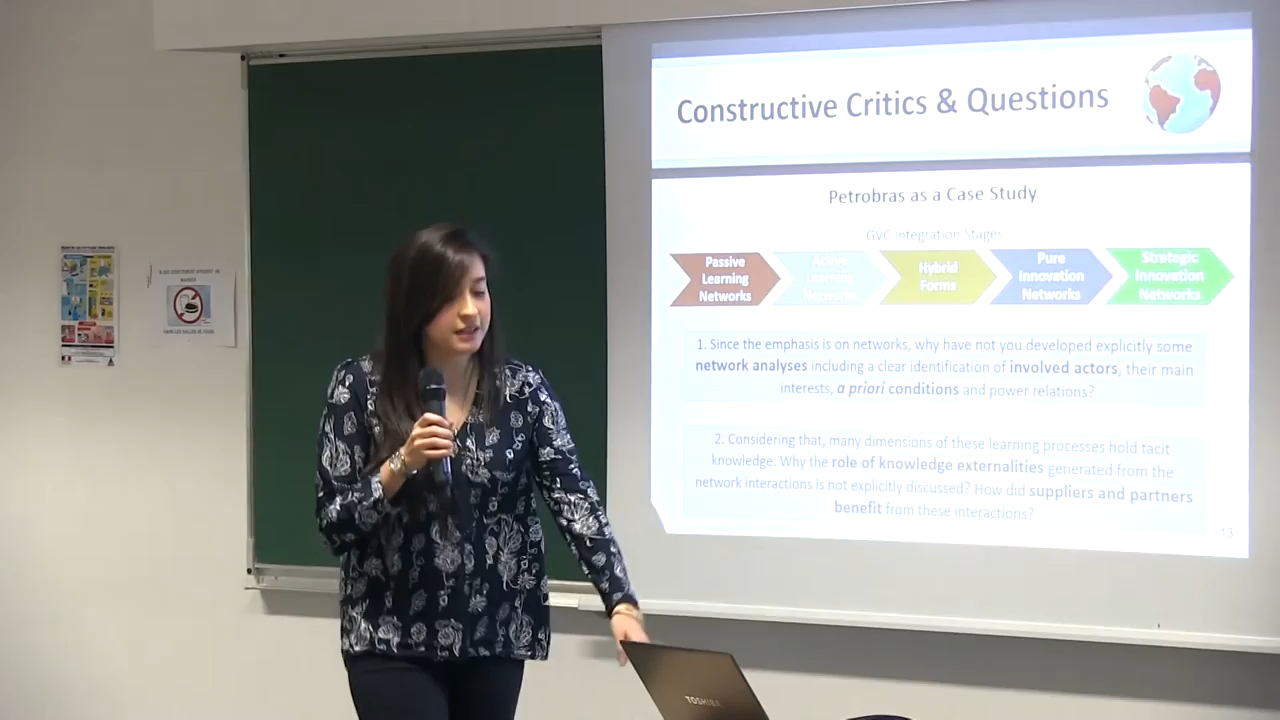 Constructive Critics & Questions
Petrobras as a Case Study
GVC Integration Stages
Passive
Learning
Networks
Active
Learning
Networks
Hybrid
Forms
Pure
Innovation
Networks
Strategic
Innovation
Networks
1. Since the emphasis is on networks, why have not you developed explicitly some
network analyses including a clear identification of involved actors, their main
interests, a priori conditions and power relations?
2. Considering that, many dimensions of these learning processes hold tacit
knowledge. Why the role of knowledge externalities generated from the
network interactions is not explicitly discussed? How did suppliers and partners
benefit from these interactions?
13
TOSHIBA